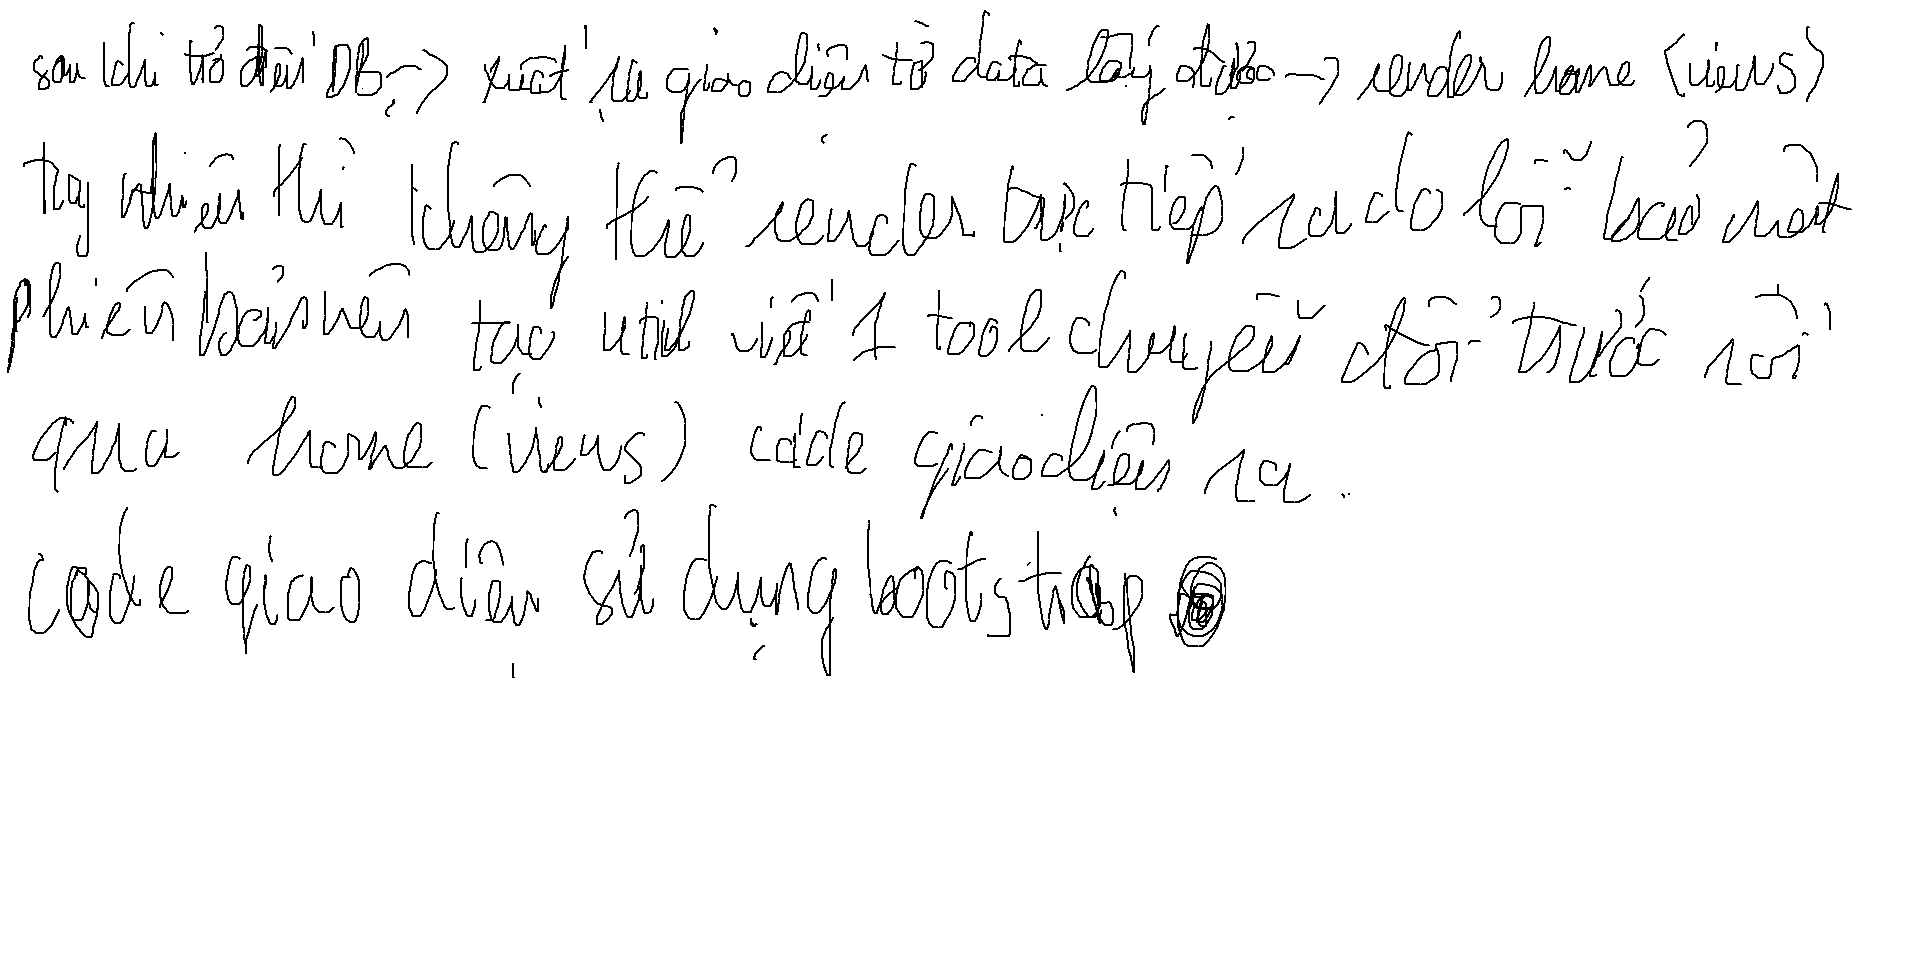 sau khi trỏ đến DB -> xuất ra giao diện từ data lấy được -> render home (views)
tuy nhiên thì không thể render trực tiếp ra do lỗi bảo mật
phiên bản nên tạo util viết 1 tool chuyển đổi trước rồi
qua home (views) code giao diện ra.
code giao diện sử dụng bootstrap